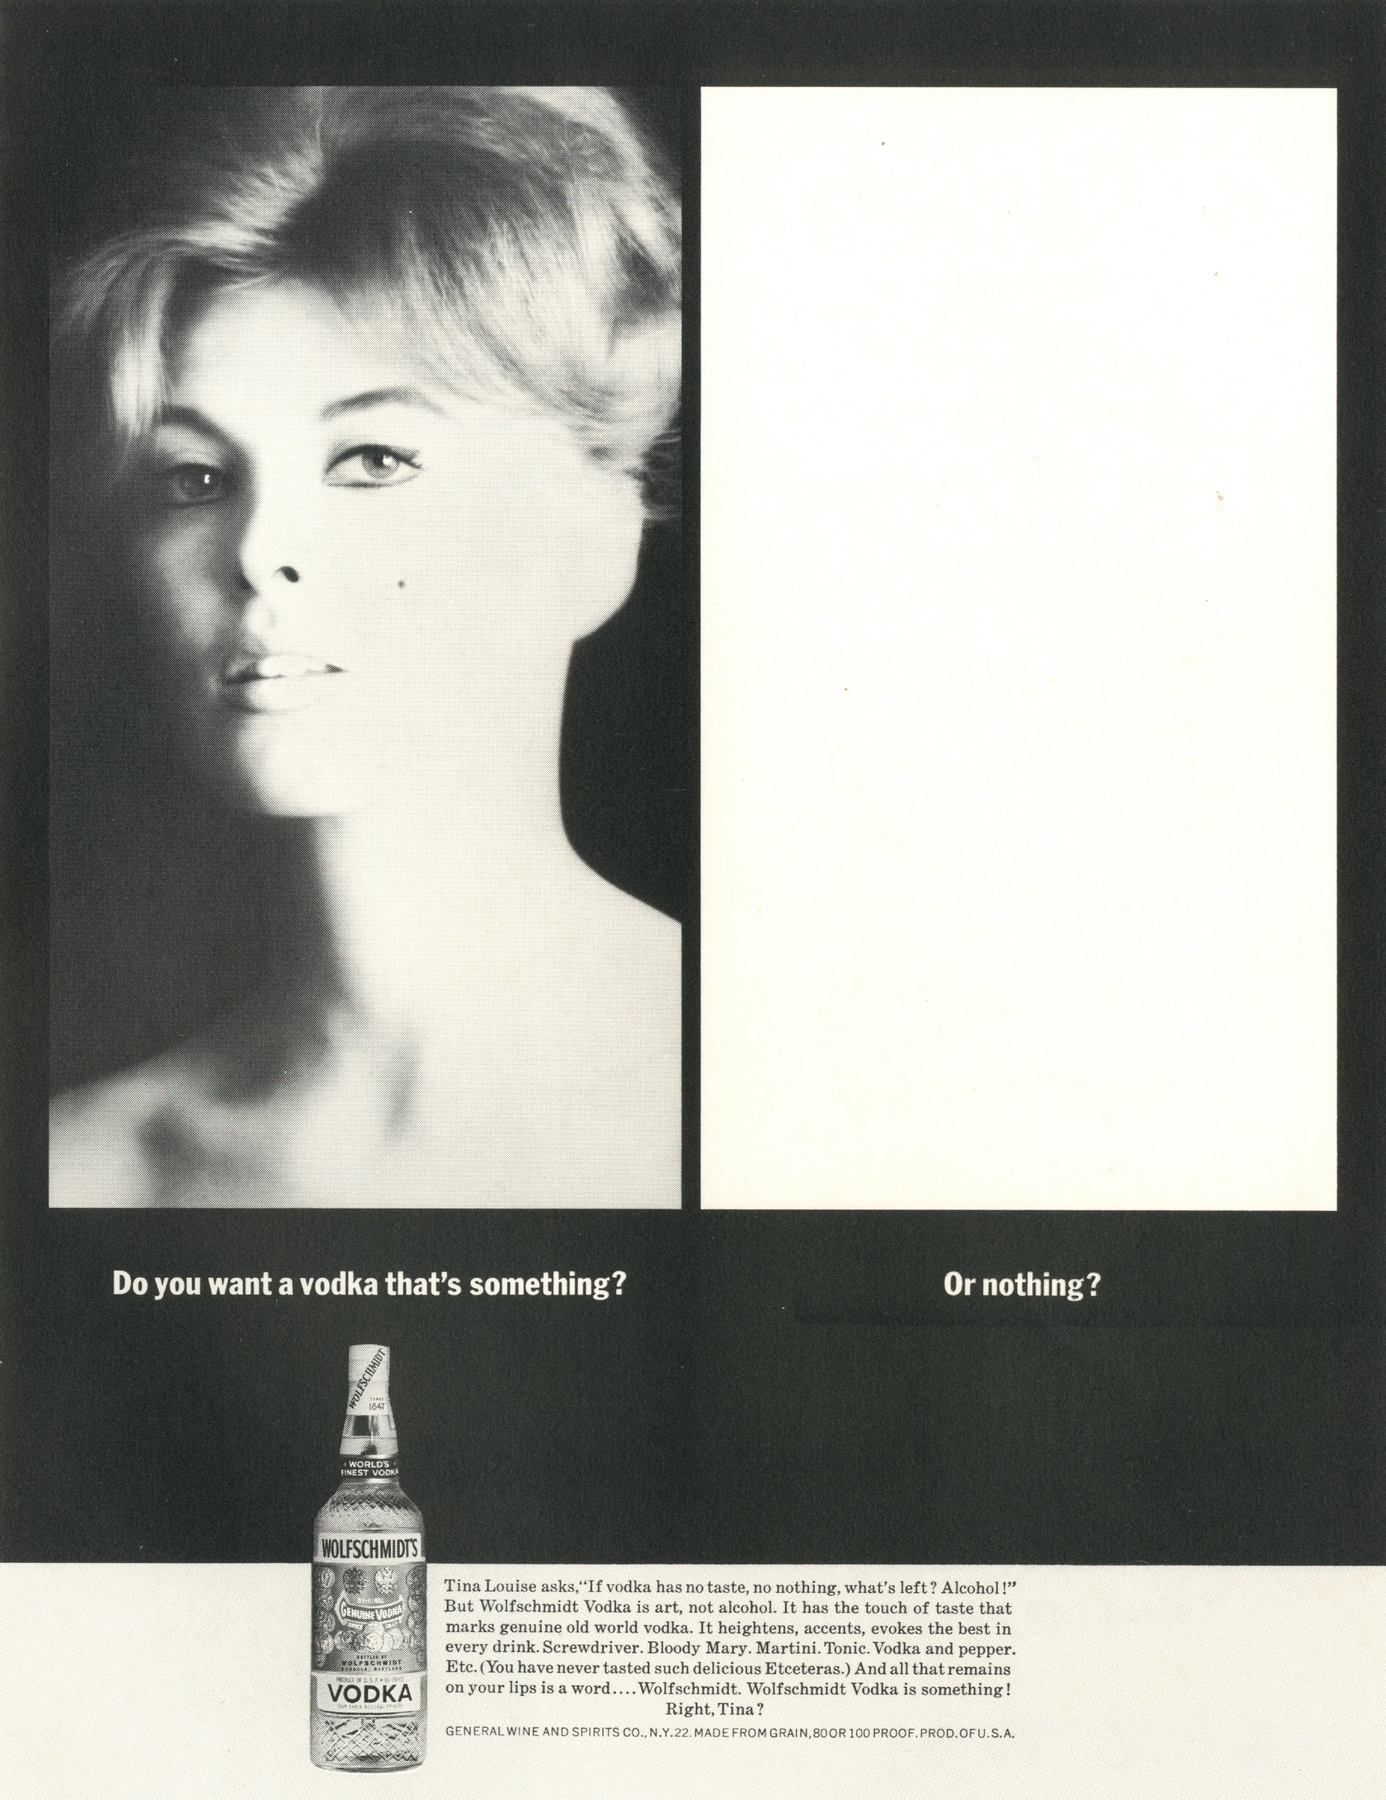 Do you want a vodka that's something?
Or nothing?
WOLFSCHMIDT
SINCE
1847
WORLD'S
FINEST VODKA
WOLFSCHMIDT'S
ORIGINAL
GENUINE VODKA
BOTTLED BY
WOLFSCHMIDT
VODKA
Tina Louise asks,“If vodka has no taste, no nothing, what's left? Alcohol!”
But Wolfschmidt Vodka is art, not alcohol. It has the touch of taste that
marks genuine old world vodka. It heightens, accents, evokes the best in
every drink. Screwdriver. Bloody Mary. Martini. Tonic. Vodka and pepper.
Etc. (You have never tasted such delicious Etceteras.) And all that remains
on your lips is a word....Wolfschmidt. Wolfschmidt Vodka is something!
Right, Tina?
GENERAL WINE AND SPIRITS CO., N.Y. 22. MADE FROM GRAIN, 80 OR 100 PROOF. PROD. OF U.S.A.